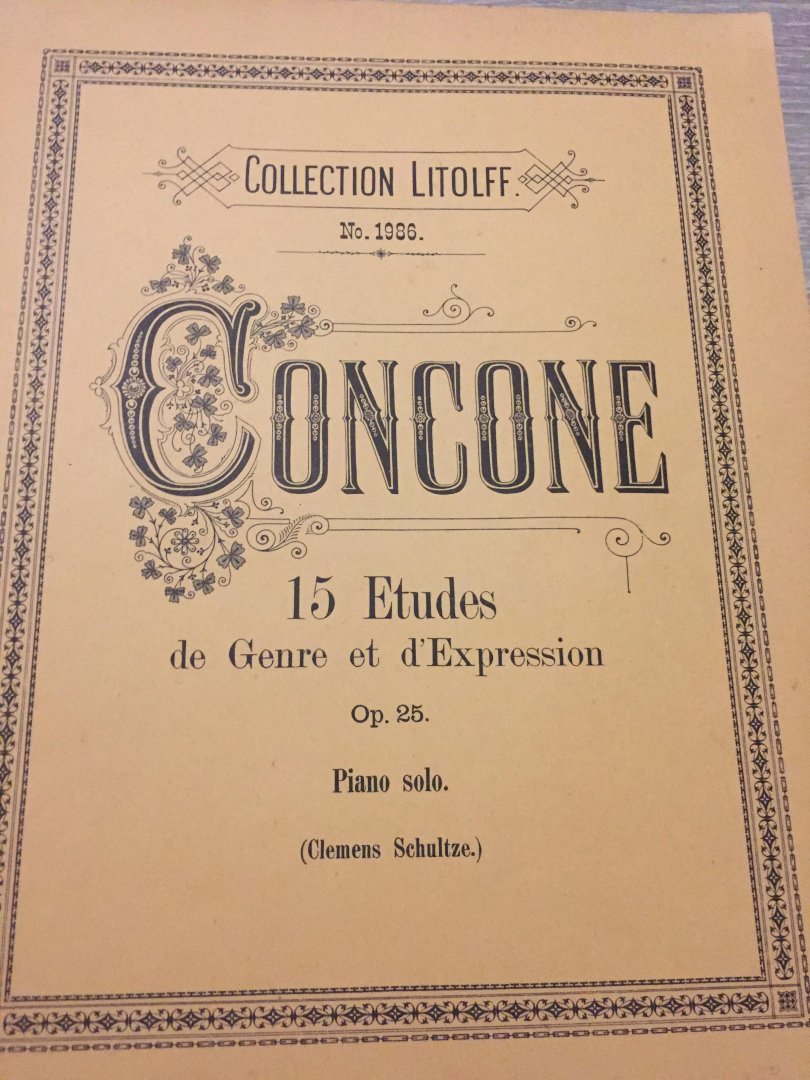 COLLECTION LITOLFF.
No. 1986.
CONCONE
15 Etudes
de Genre et d'Expression
Op. 25.
Piano solo.
(Clemens Schultze.)